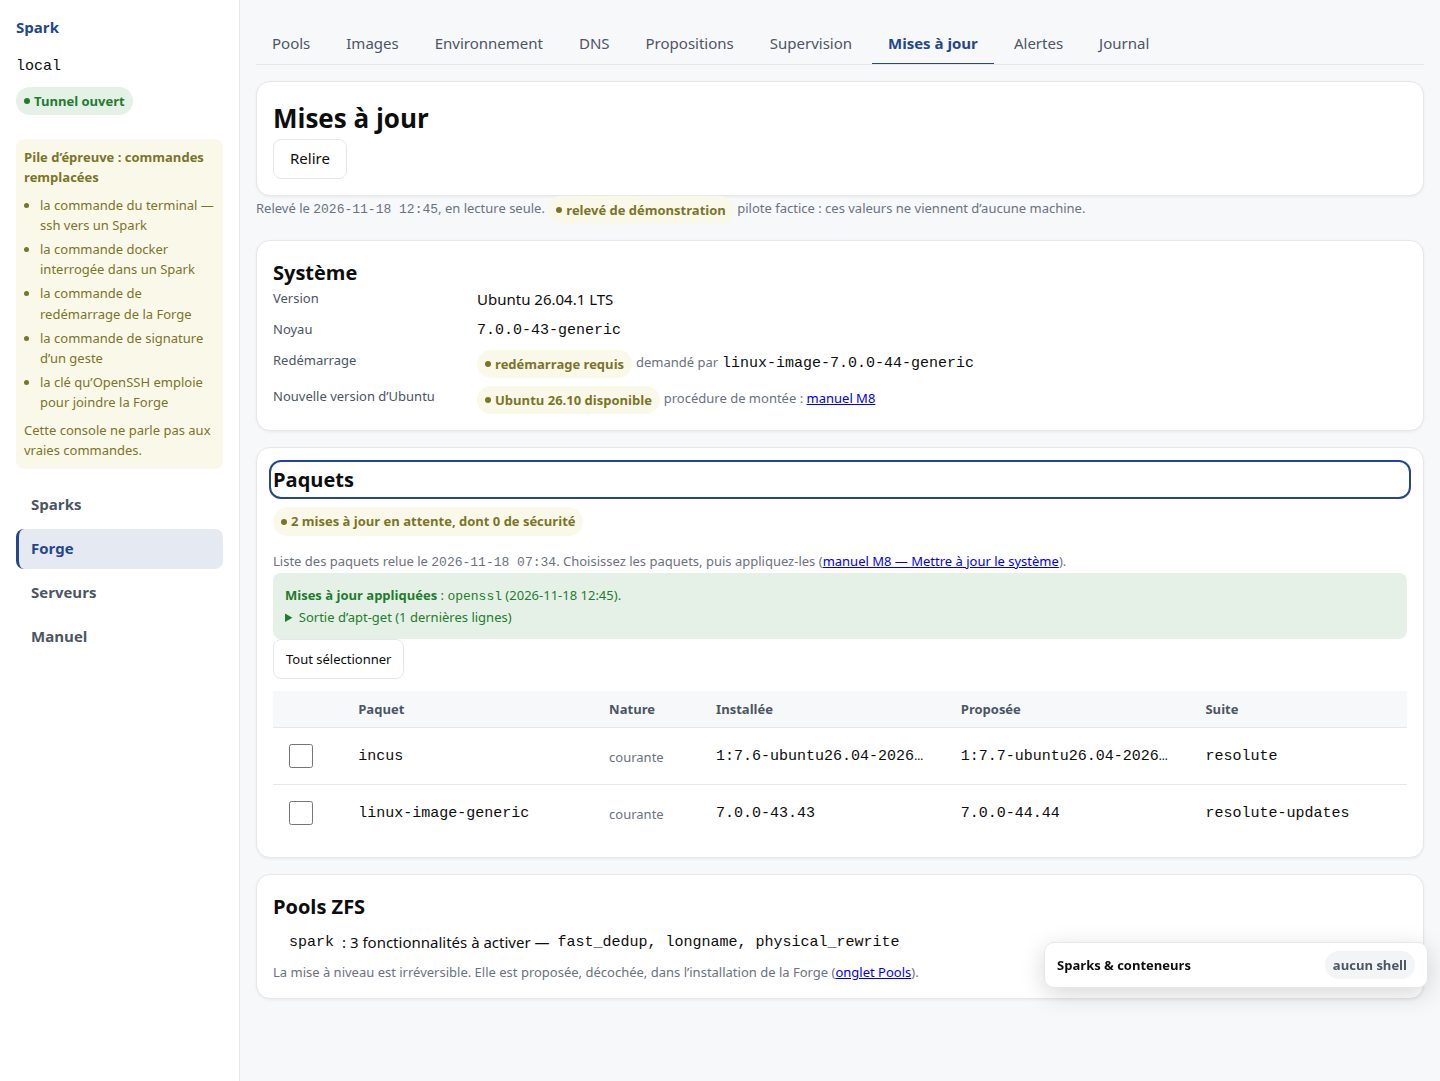 Spark
local
Tunnel ouvert
Pile d’épreuve : commandes
remplacées
la commande du terminal —
ssh vers un Spark
la commande docker
interrogée dans un Spark
la commande de
redémarrage de la Forge
la commande de signature
d’un geste
la clé qu’OpenSSH emploie
pour joindre la Forge
Cette console ne parle pas aux
vraies commandes.
Sparks
Forge
Serveurs
Manuel
Pools Images Environnement DNS Propositions Supervision Mises à jour Alertes Journal
Mises à jour
Relire
Relevé le 2026-11-18 12:45, en lecture seule. relevé de démonstration pilote factice : ces valeurs ne viennent d’aucune machine.
Système
Version Ubuntu 26.04.1 LTS
Noyau 7.0.0-43-generic
Redémarrage redémarrage requis demandé par linux-image-7.0.0-44-generic
Nouvelle version d’Ubuntu Ubuntu 26.10 disponible procédure de montée : manuel M8
Paquets
2 mises à jour en attente, dont 0 de sécurité
Liste des paquets relue le 2026-11-18 07:34. Choisissez les paquets, puis appliquez-les (manuel M8 — Mettre à jour le système).
Mises à jour appliquées : openssl (2026-11-18 12:45).
Sortie d’apt-get (1 dernières lignes)
Tout sélectionner
Paquet Nature Installée Proposée Suite
incus courante 1:7.6-ubuntu26.04-2026… 1:7.7-ubuntu26.04-2026… resolute
linux-image-generic courante 7.0.0-43.43 7.0.0-44.44 resolute-updates
Pools ZFS
spark : 3 fonctionnalités à activer — fast_dedup, longname, physical_rewrite
La mise à niveau est irréversible. Elle est proposée, décochée, dans l’installation de la Forge (onglet Pools).
Sparks & conteneurs aucun shell